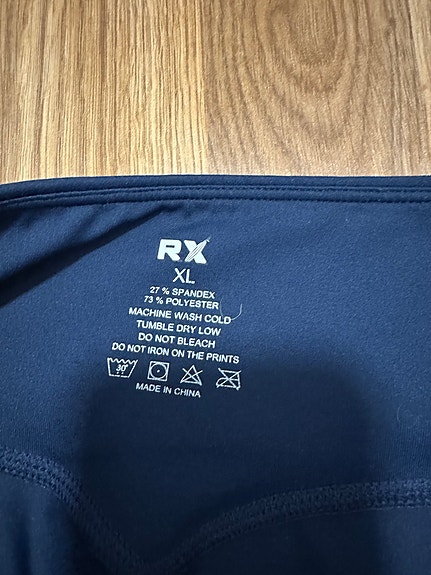 RX
XL
27 % SPANDEX
73 % POLYESTER
MACHINE WASH COLD
TUMBLE DRY LOW
DO NOT BLEACH
DO NOT IRON ON THE PRINTS
30°
MADE IN CHINA